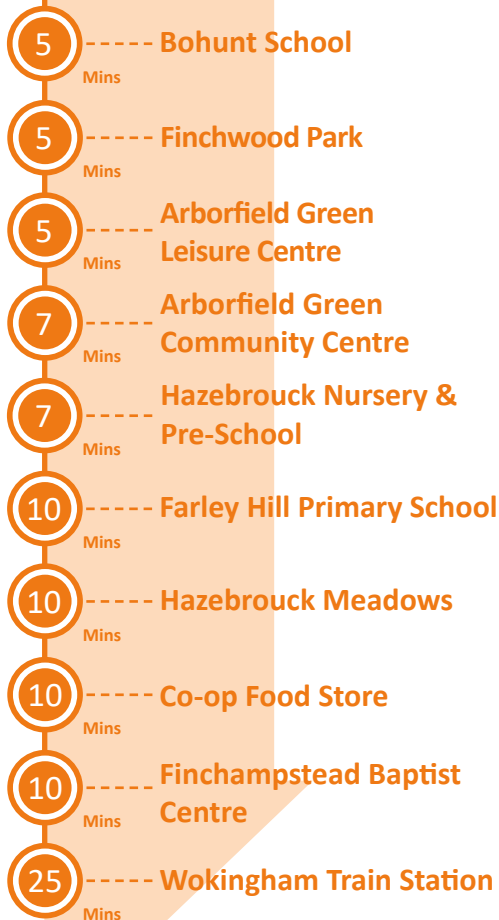 5 Bohunt School
Mins
5 Finchwood Park
Mins
5 Arborfield Green
Leisure Centre
Mins
7 Arborfield Green
Community Centre
Mins
7 Hazebrouck Nursery &
Pre-School
Mins
10 Farley Hill Primary School
Mins
10 Hazebrouck Meadows
Mins
10 Co-op Food Store
Mins
10 Finchampstead Baptist
Centre
Mins
25 Wokingham Train Station
Mins